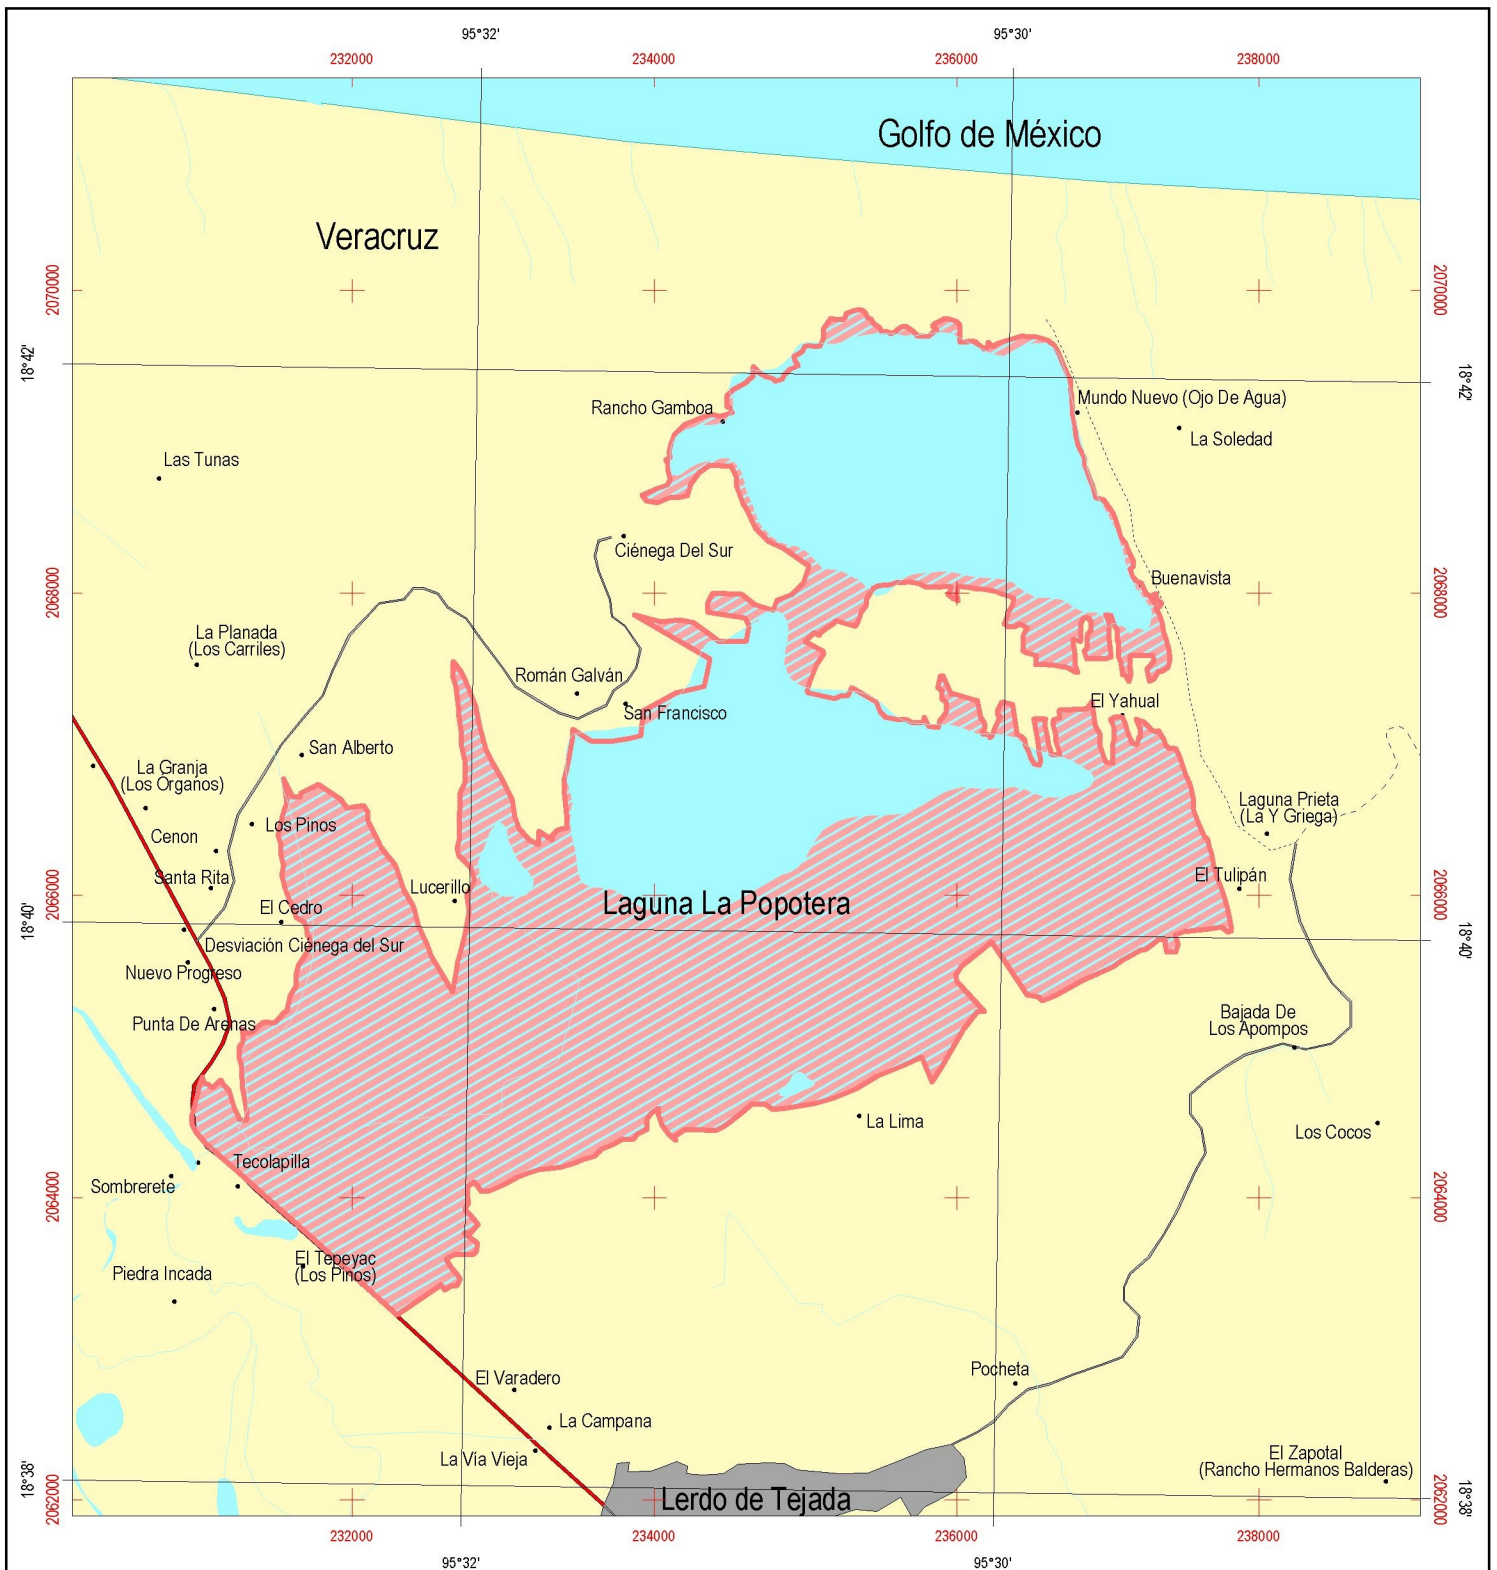 95°32'
95°30'
232000
234000
236000
238000
Golfo de México
Veracruz
2070000
2070000
18°42'
18°42'
Rancho Gamboa
Mundo Nuevo (Ojo De Agua)
La Soledad
Las Tunas
Ciénega Del Sur
Buenavista
2068000
2068000
La Planada
(Los Carriles)
Román Galván
San Francisco
El Yahual
San Alberto
La Granja
(Los Órganos)
Laguna Prieta
(La Y Griega)
Cenon
Los Pinos
Santa Rita
Lucerillo
El Tulipán
2066000
2066000
El Cedro
Laguna La Popotera
18°40'
18°40'
Desviación Ciénega del Sur
Nuevo Progreso
Punta De Arenas
Bajada De
Los Apompos
La Lima
Los Cocos
Tecolapilla
Sombrerete
2064000
2064000
El Tepeyac
(Los Pinos)
Piedra Incada
El Varadero
Pocheta
La Campana
La Vía Vieja
El Zapotal
(Rancho Hermanos Balderas)
18°38'
18°38'
2062000
2062000
Lerdo de Tejada
232000
234000
236000
238000
95°32'
95°30'